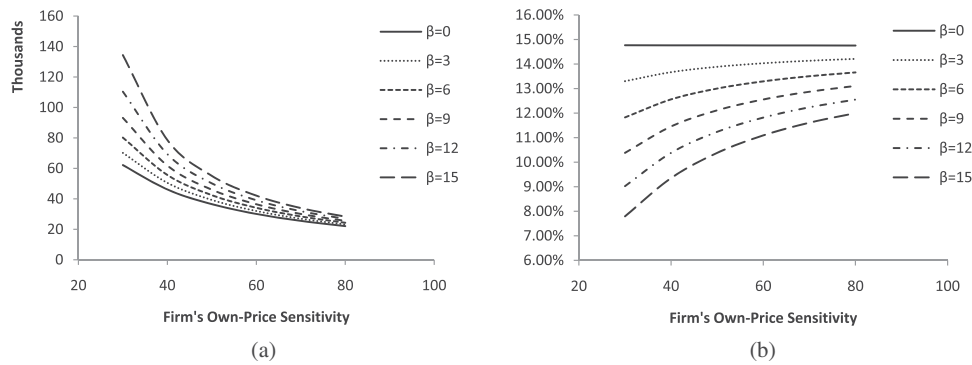 Thousands
160
140
120
100
80
60
40
20
0
20
40
60
80
100
Firm's Own-Price Sensitivity
β=0
β=3
β=6
β=9
β=12
β=15
(a)
16.00%
15.00%
14.00%
13.00%
12.00%
11.00%
10.00%
9.00%
8.00%
7.00%
6.00%
20
40
60
80
100
Firm's Own-Price Sensitivity
β=0
β=3
β=6
β=9
β=12
β=15
(b)